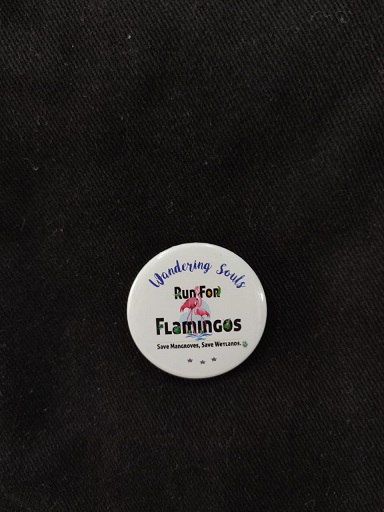 Wandering Souls
Run For
Flamingos
Save Mangroves, Save Wetlands.